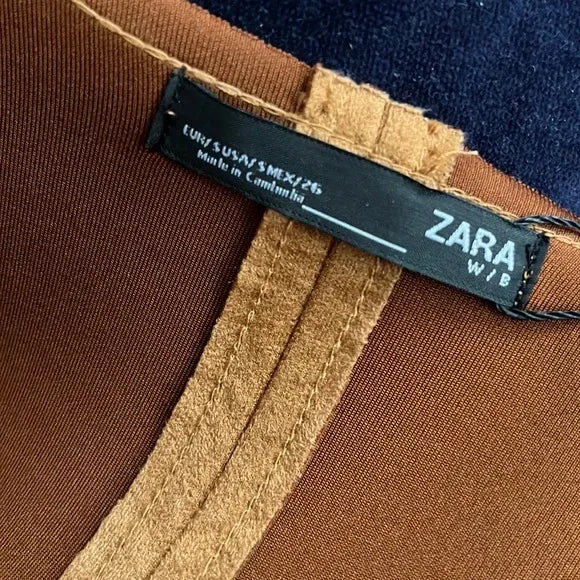 EUR/S USA/S MEX/26
Made in Cambodia
ZARA
W/B